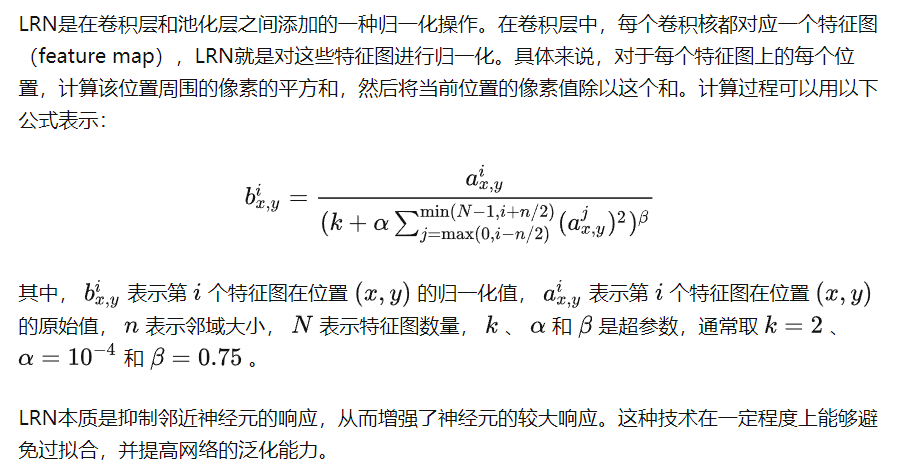 LRN是在卷积层和池化层之间添加的一种归一化操作。在卷积层中，每个卷积核都对应一个特征图
（feature map），LRN就是对这些特征图进行归一化。具体来说，对于每个特征图上的每个位
置，计算该位置周围的像素的平方和，然后将当前位置的像素值除以这个和。计算过程可以用以下
公式表示：
$b_{x,y}^{i} = \frac{a_{x,y}^{i}}{(k + \alpha \sum_{j=\max(0,i-n/2)}^{\min(N-1,i+n/2)} (a_{x,y}^{j})^2)^{\beta}}$
其中， $b_{x,y}^{i}$ 表示第 $i$ 个特征图在位置 $(x, y)$ 的归一化值， $a_{x,y}^{i}$ 表示第 $i$ 个特征图在位置 $(x, y)$
的原始值， $n$ 表示邻域大小， $N$ 表示特征图数量， $k$ 、 $\alpha$ 和 $\beta$ 是超参数，通常取 $k = 2$ 、
$\alpha = 10^{-4}$ 和 $\beta = 0.75$ 。
LRN本质是抑制邻近神经元的响应，从而增强了神经元的较大响应。这种技术在一定程度上能够避
免过拟合，并提高网络的泛化能力。